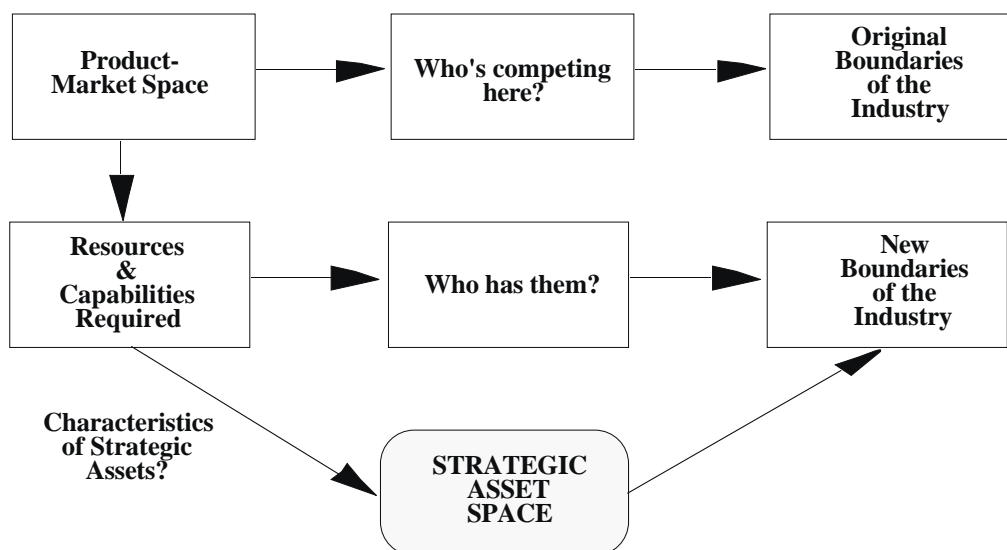 Product-
Market Space
Who's competing
here?
Original
Boundaries
of the
Industry
Resources
&
Capabilities
Required
Who has them?
New
Boundaries
of the
Industry
Characteristics
of Strategic
Assets?
STRATEGIC
ASSET
SPACE